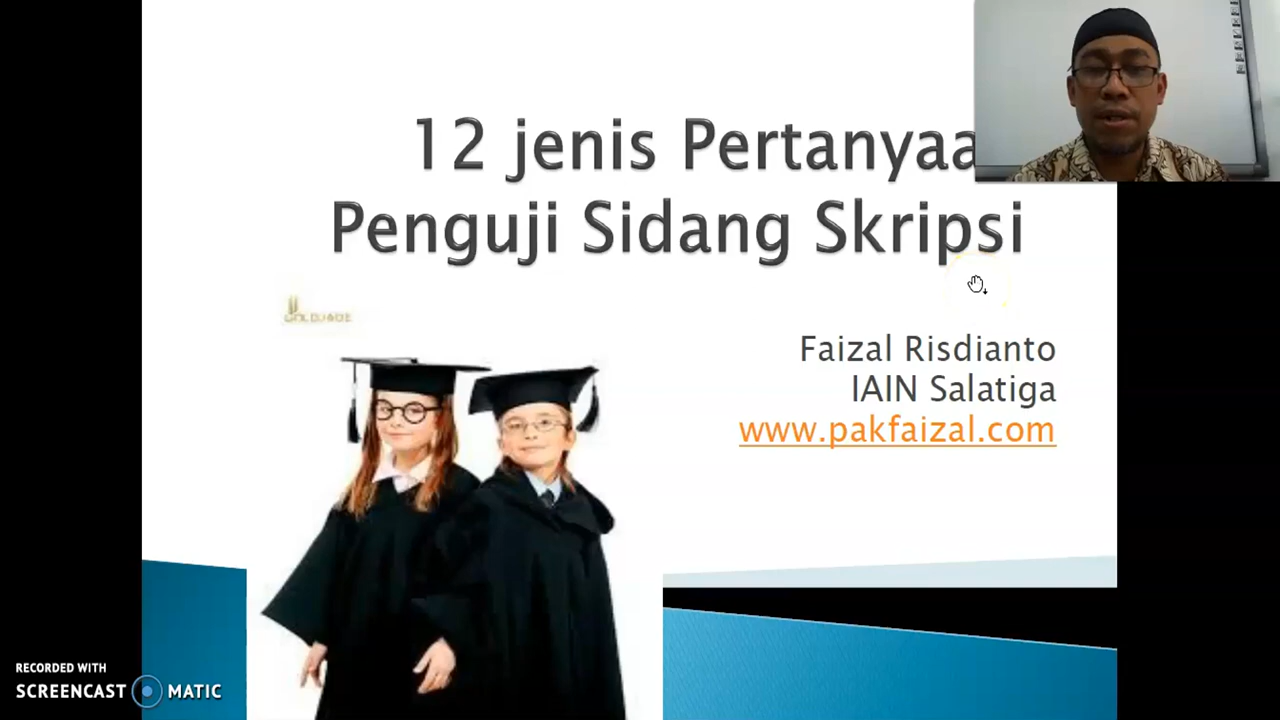 12 jenis Pertanyaa
Penguji Sidang Skripsi
Faizal Risdianto
IAIN Salatiga
www.pakfaizal.com
RECORDED WITH
SCREENCAST MATIC